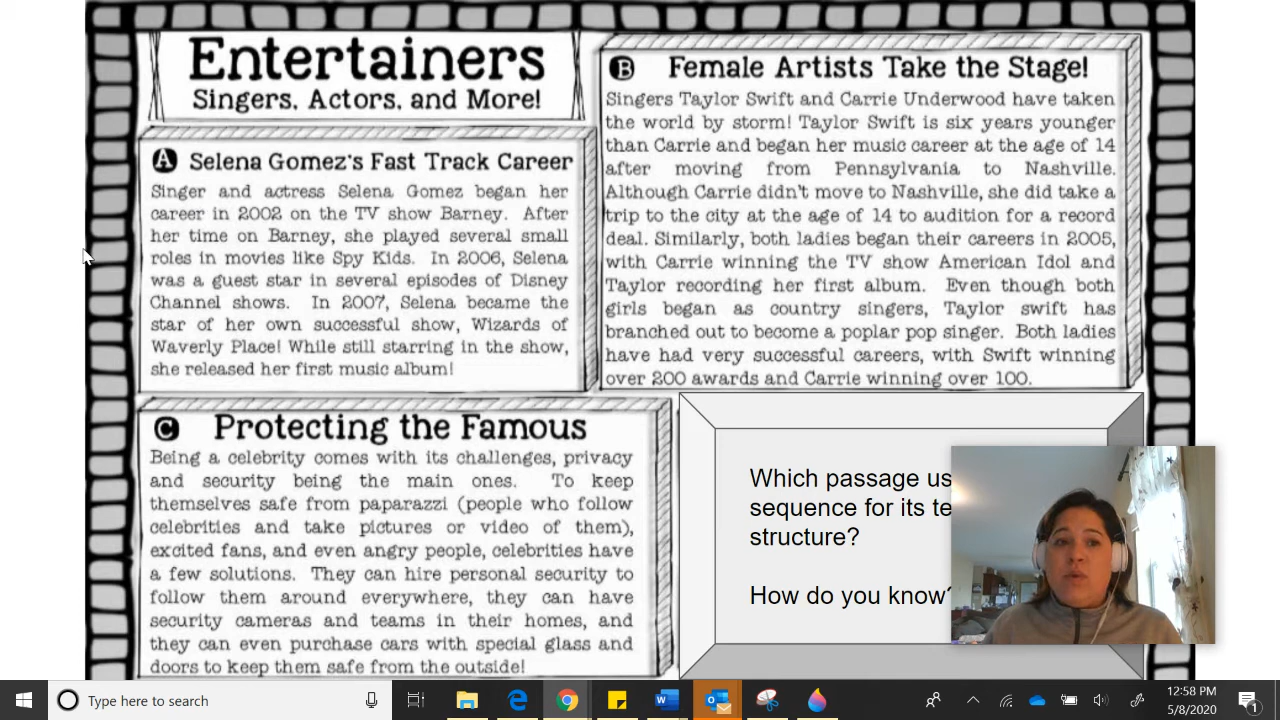 Entertainers
Singers, Actors, and More!
A Selena Gomez's Fast Track Career
Singer and actress Selena Gomez began her
career in 2002 on the TV show Barney. After
her time on Barney, she played several small
roles in movies like Spy Kids. In 2006, Selena
was a guest star in several episodes of Disney
Channel shows. In 2007, Selena became the
star of her own successful show, Wizards of
Waverly Place! While still starring in the show,
she released her first music album!
B Female Artists Take the Stage!
Singers Taylor Swift and Carrie Underwood have taken
the world by storm! Taylor Swift is six years younger
than Carrie and began her music career at the age of 14
after moving from Pennsylvania to Nashville.
Although Carrie didn't move to Nashville, she did take a
trip to the city at the age of 14 to audition for a record
deal. Similarly, both ladies began their careers in 2005,
with Carrie winning the TV show American Idol and
Taylor recording her first album. Even though both
girls began as country singers, Taylor swift has
branched out to become a poplar pop singer. Both ladies
have had very successful careers, with Swift winning
over 200 awards and Carrie winning over 100.
C Protecting the Famous
Being a celebrity comes with its challenges, privacy
and security being the main ones. To keep
themselves safe from paparazzi (people who follow
celebrities and take pictures or video of them),
excited fans, and even angry people, celebrities have
a few solutions. They can hire personal security to
follow them around everywhere, they can have
security cameras and teams in their homes, and
they can even purchase cars with special glass and
doors to keep them safe from the outside!
Which passage us
sequence for its te
structure?
How do you know?
Type here to search
12:58 PM
5/8/2020
1